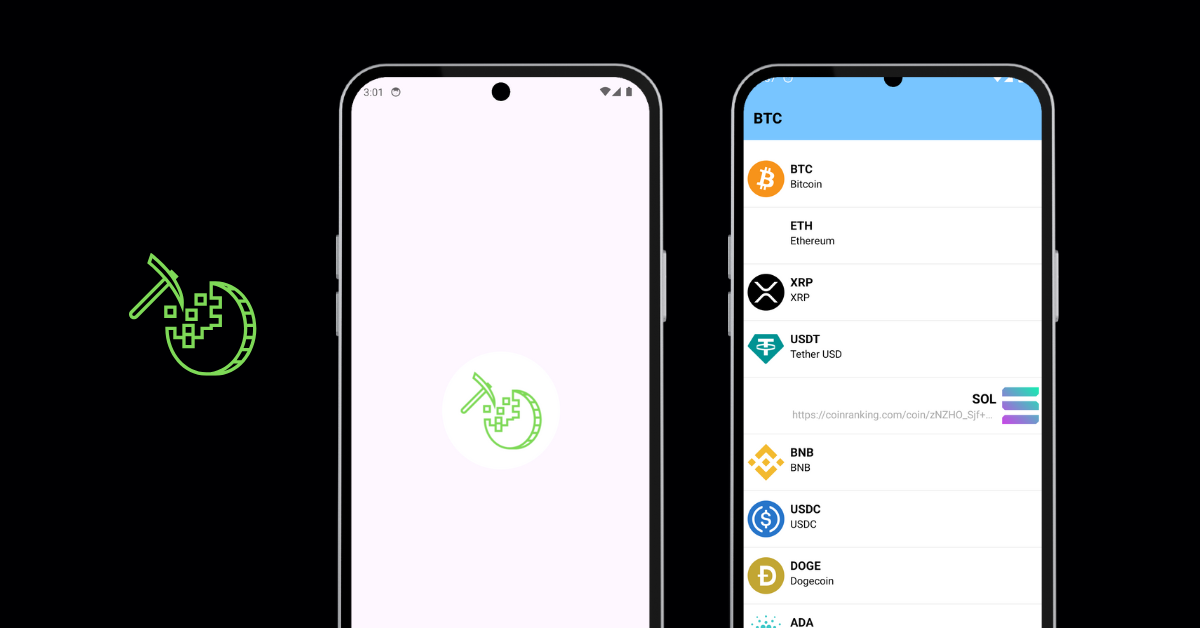 3:01
BTC
BTC
Bitcoin
ETH
Ethereum
XRP
XRP
USDT
Tether USD
SOL
https://coinranking.com/coin/zNZHO_Sjf+...
BNB
BNB
USDC
USDC
DOGE
Dogecoin
ADA